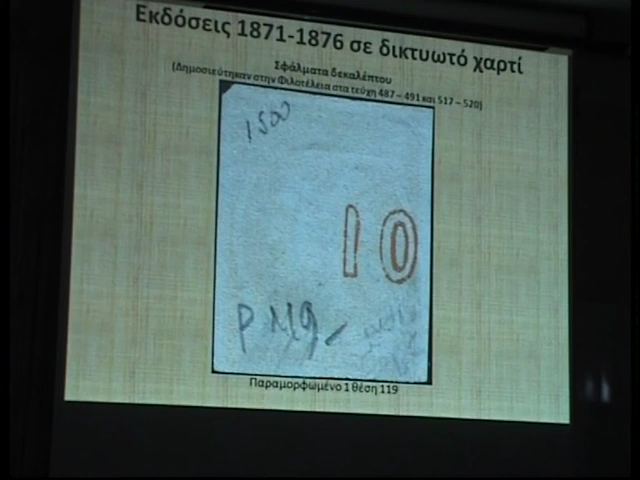 Εκδόσεις 1871-1876 σε δικτυωτό χαρτί
Σφάλματα δεκαλέπτου
(Δημοσιεύτηκαν στην Φιλοτέλεια στα τεύχη 487 – 491 και 517 – 520)
1500
10
Παραμορφωμένο 1 θέση 119